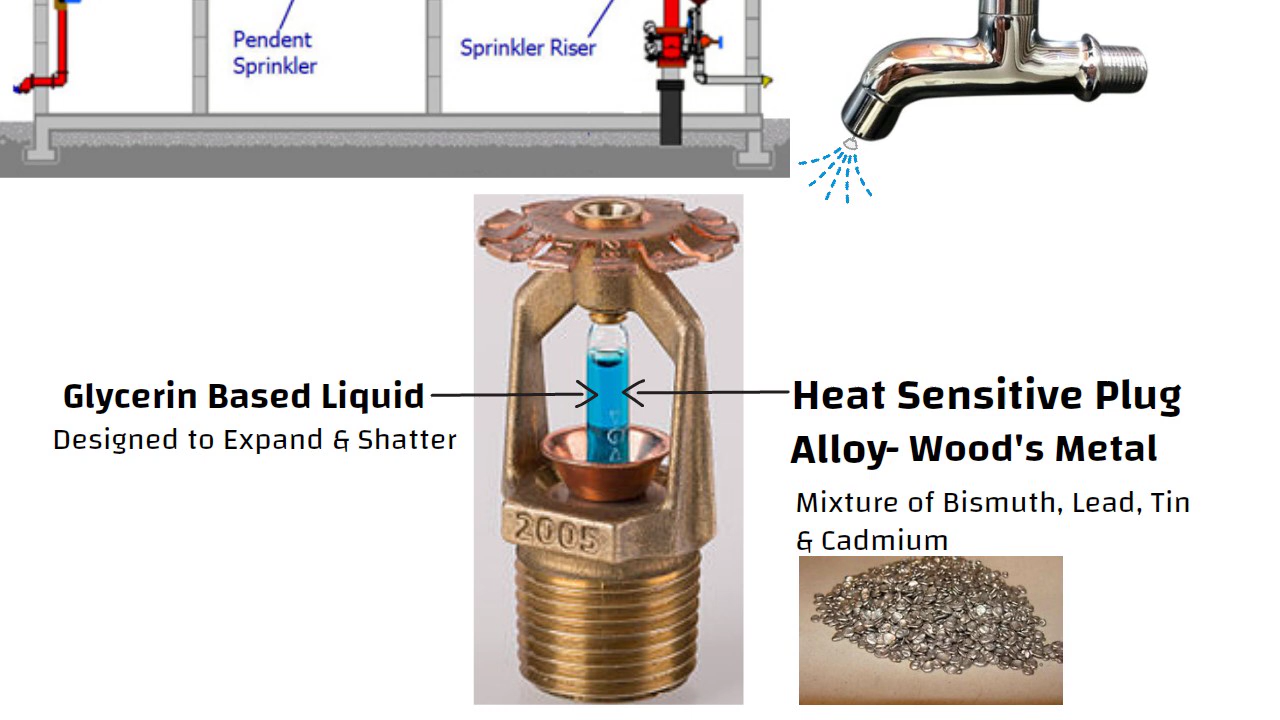 Pendent
Sprinkler
Sprinkler Riser
Glycerin Based Liquid
Designed to Expand & Shatter
Heat Sensitive Plug
Alloy- Wood's Metal
Mixture of Bismuth, Lead, Tin
& Cadmium
2005